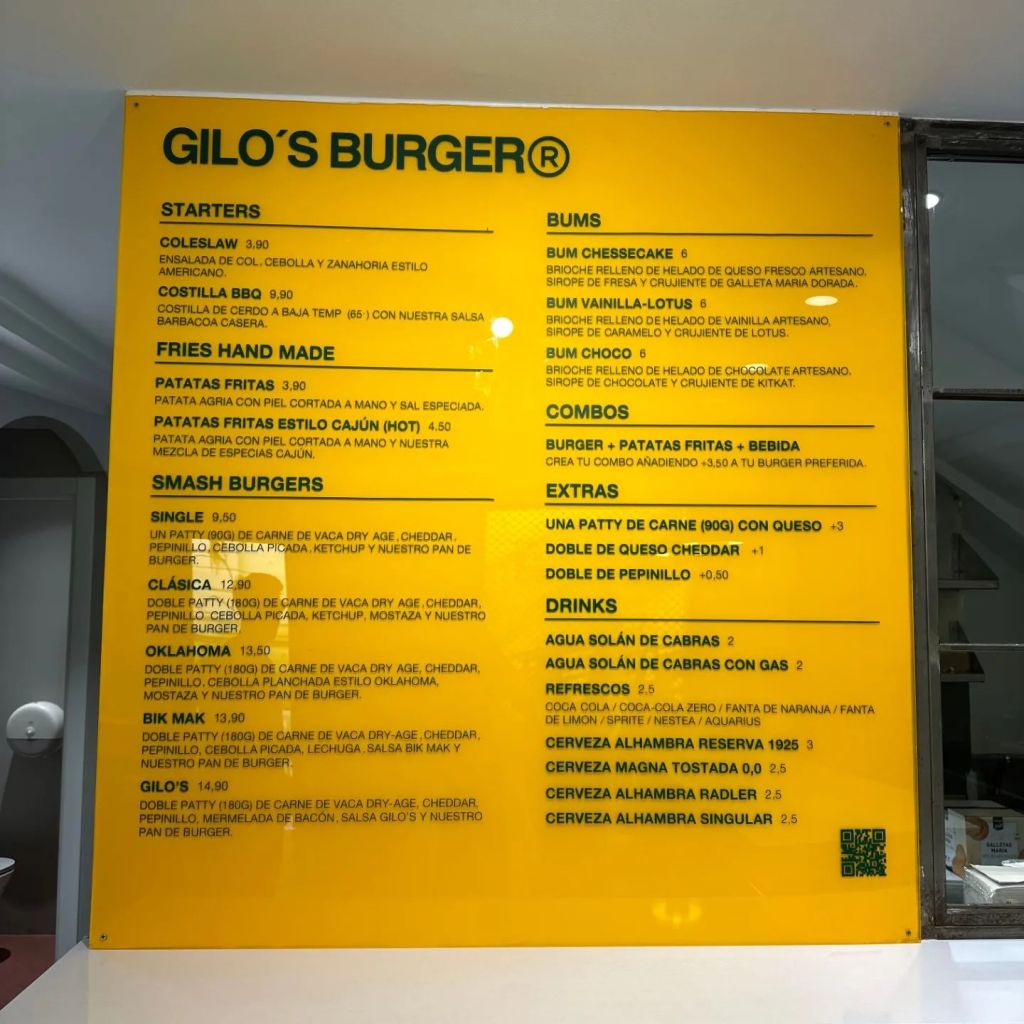 GILO´S BURGER®
STARTERS
COLESLAW 3.90
ENSALADA DE COL, CEBOLLA Y ZANAHORIA ESTILO
AMERICANO.
COSTILLA BBQ 9,90
COSTILLA DE CERDO A BAJA TEMP (65·) CON NUESTRA SALSA
BARBACOA CASERA.
FRIES HAND MADE
PATATAS FRITAS 3,90
PATATA AGRIA CON PIEL CORTADA A MANO Y SAL ESPECIADA.
PATATAS FRITAS ESTILO CAJÚN (HOT) 4.50
PATATA AGRIA CON PIEL CORTADA A MANO Y NUESTRA
MEZCLA DE ESPECIAS CAJÚN.
SMASH BURGERS
SINGLE 9,50
UN PATTY (90G) DE CARNE DE VACA DRY AGE, CHEDDAR,
PEPINILLO, CEBOLLA PICADA, KETCHUP Y NUESTRO PAN DE
BURGER.
CLÁSICA 12,90
DOBLE PATTY (180G) DE CARNE DE VACA DRY AGE, CHEDDAR,
PEPINILLO, CEBOLLA PICADA, KETCHUP, MOSTAZA Y NUESTRO
PAN DE BURGER.
OKLAHOMA 13,50
DOBLE PATTY (180G) DE CARNE DE VACA DRY AGE, CHEDDAR,
PEPINILLO, CEBOLLA PLANCHADA ESTILO OKLAHOMA,
MOSTAZA Y NUESTRO PAN DE BURGER.
BIK MAK 13,90
DOBLE PATTY (180G) DE CARNE DE VACA DRY-AGE, CHEDDAR,
PEPINILLO, CEBOLLA PICADA, LECHUGA, SALSA BIK MAK Y
NUESTRO PAN DE BURGER.
GILO'S 14,90
DOBLE PATTY (180G) DE CARNE DE VACA DRY-AGE, CHEDDAR,
PEPINILLO, MERMELADA DE BACÓN, SALSA GILO'S Y NUESTRO
PAN DE BURGER.
BUMS
BUM CHESSECAKE 6
BRIOCHE RELLENO DE HELADO DE QUESO FRESCO ARTESANO,
SIROPE DE FRESA Y CRUJIENTE DE GALLETA MARIA DORADA.
BUM VAINILLA-LOTUS 6
BRIOCHE RELLENO DE HELADO DE VAINILLA ARTESANO,
SIROPE DE CARAMELO Y CRUJIENTE DE LOTUS.
BUM CHOCO 6
BRIOCHE RELLENO DE HELADO DE CHOCOLATE ARTESANO,
SIROPE DE CHOCOLATE Y CRUJIENTE DE KITKAT.
COMBOS
BURGER + PATATAS FRITAS + BEBIDA
CREA TU COMBO AÑADIENDO +3,50 A TU BURGER PREFERIDA.
EXTRAS
UNA PATTY DE CARNE (90G) CON QUESO +3
DOBLE DE QUESO CHEDDAR +1
DOBLE DE PEPINILLO +0,50
DRINKS
AGUA SOLÁN DE CABRAS 2
AGUA SOLÁN DE CABRAS CON GAS 2
REFRESCOS 2,5
COCA COLA / COCA-COLA ZERO / FANTA DE NARANJA / FANTA
DE LIMON / SPRITE / NESTEA / AQUARIUS
CERVEZA ALHAMBRA RESERVA 1925 3
CERVEZA MAGNA TOSTADA 0,0 2,5
CERVEZA ALHAMBRA RADLER 2,5
CERVEZA ALHAMBRA SINGULAR 2,5
GALLETAS
MARIA